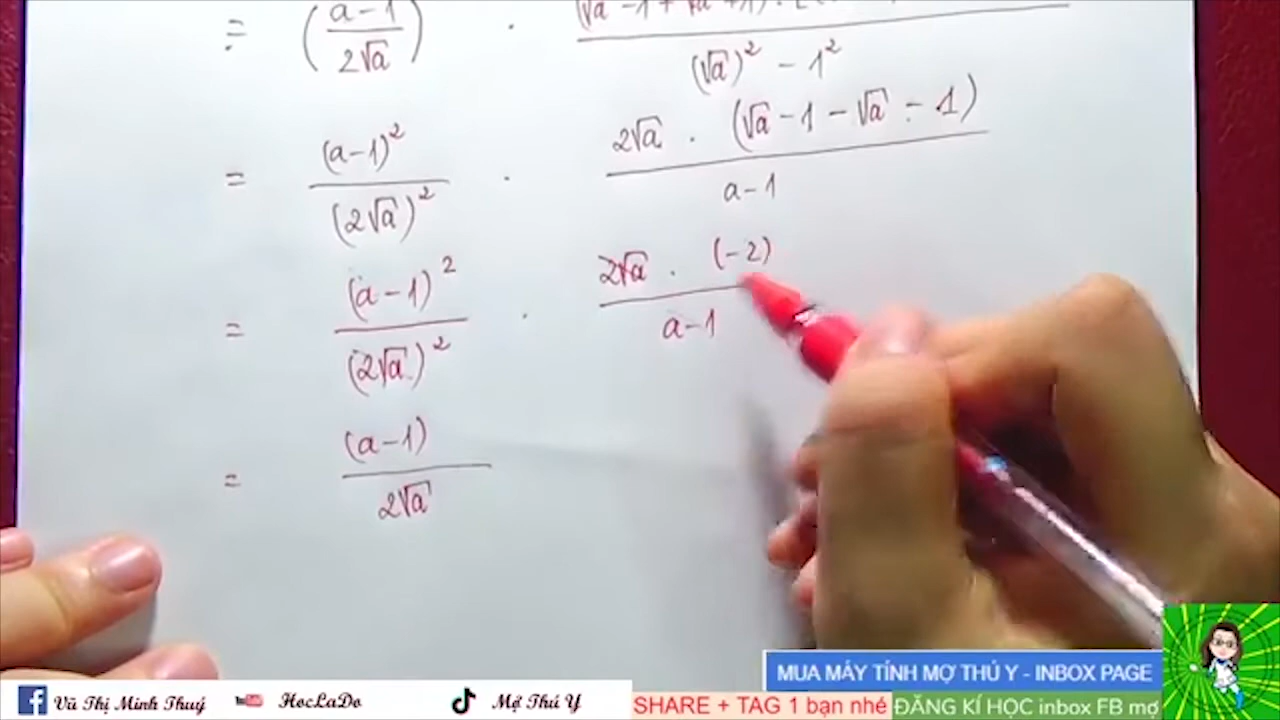 = (a-1 / 2√a) .
(√a)² - 1²
= (a-1)² / (2√a)² . 2√a . (√a - 1 - √a - 1) / a-1
= (a-1)² / (2√a)² . 2√a . (-2) / a-1
= (a-1) / 2√a
MUA MÁY TÍNH MỢ THỦ Y - INBOX PAGE
Vũ Thị Minh Thuý HocLaDo Mợ Thú Y SHARE + TAG 1 bạn nhé ĐĂNG KÍ HỌC inbox FB mợ